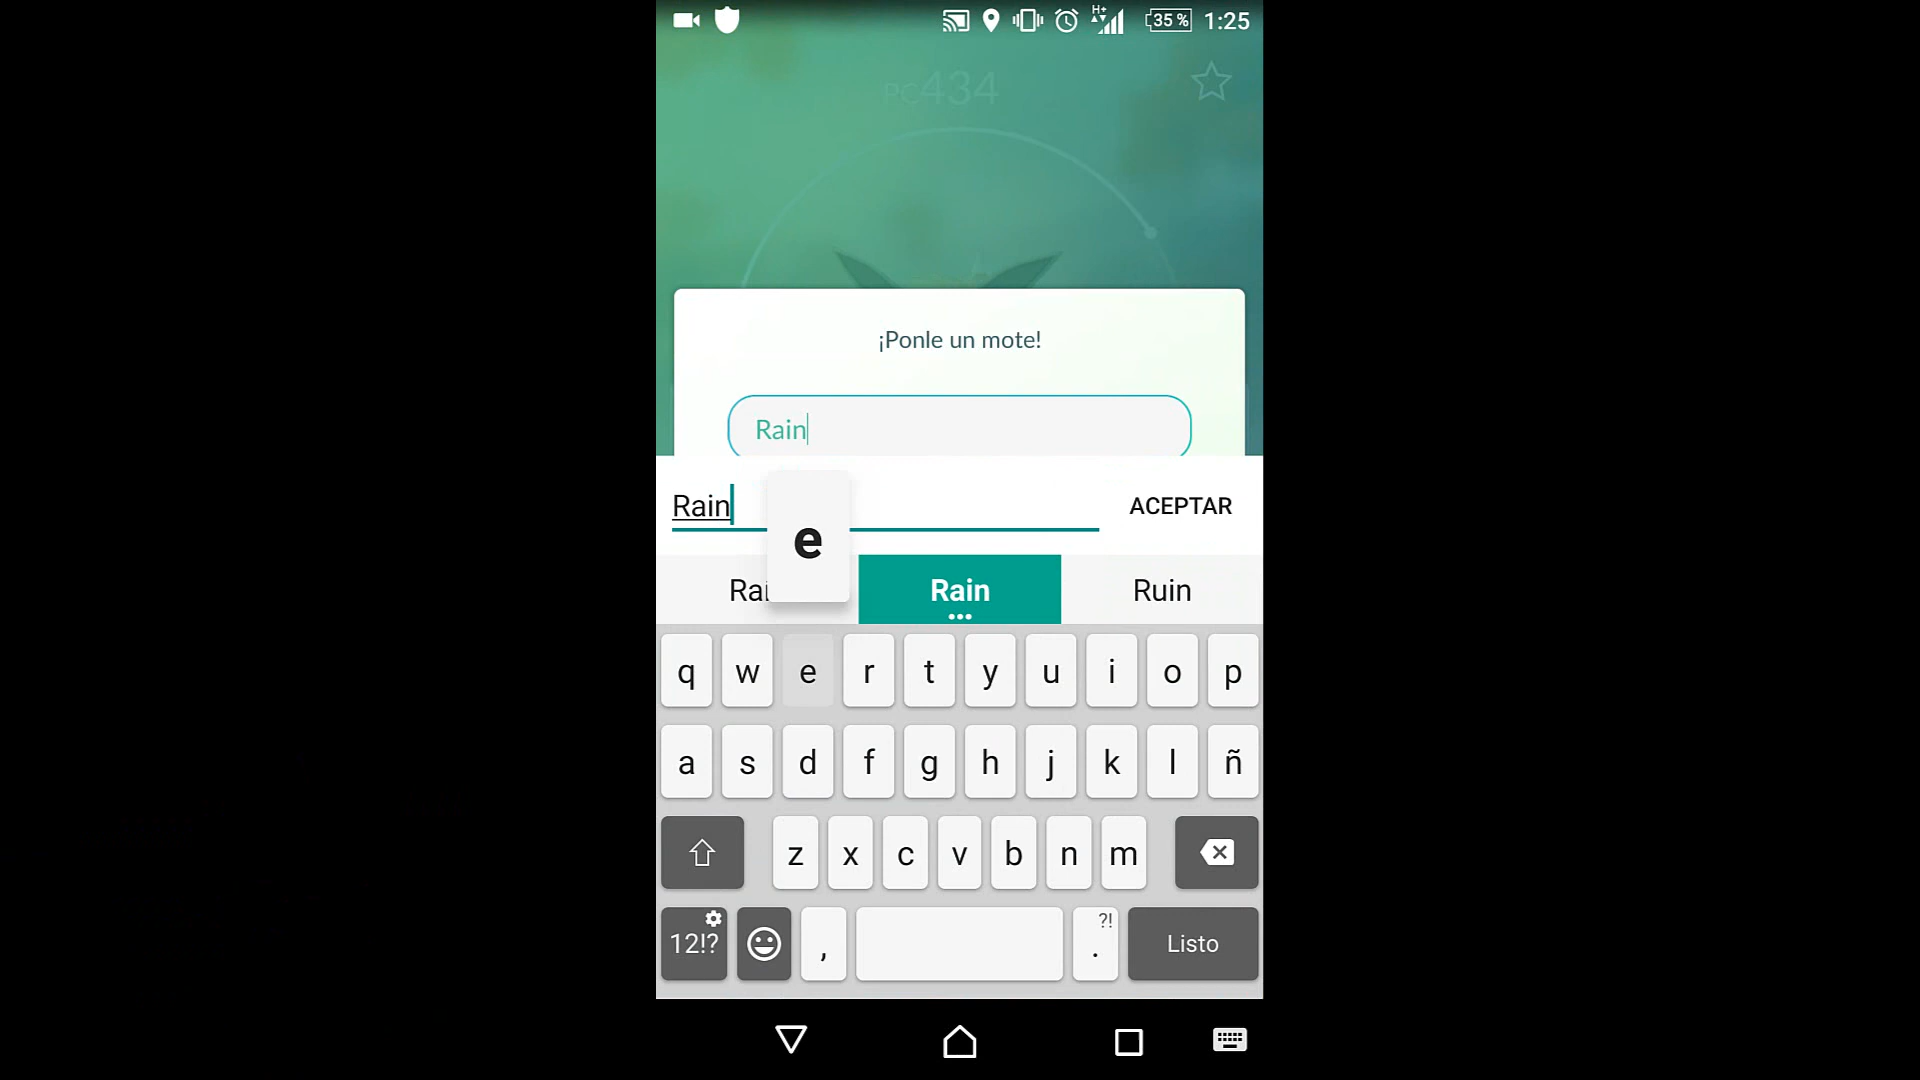 H+
35 %
1:25
PC434
¡Ponle un mote!
Rain
Rain
ACEPTAR
e
Rai
Rain
Ruin
q w e r t y u i o p
a s d f g h j k l ñ
z x c v b n m
12!? , . ?! Listo